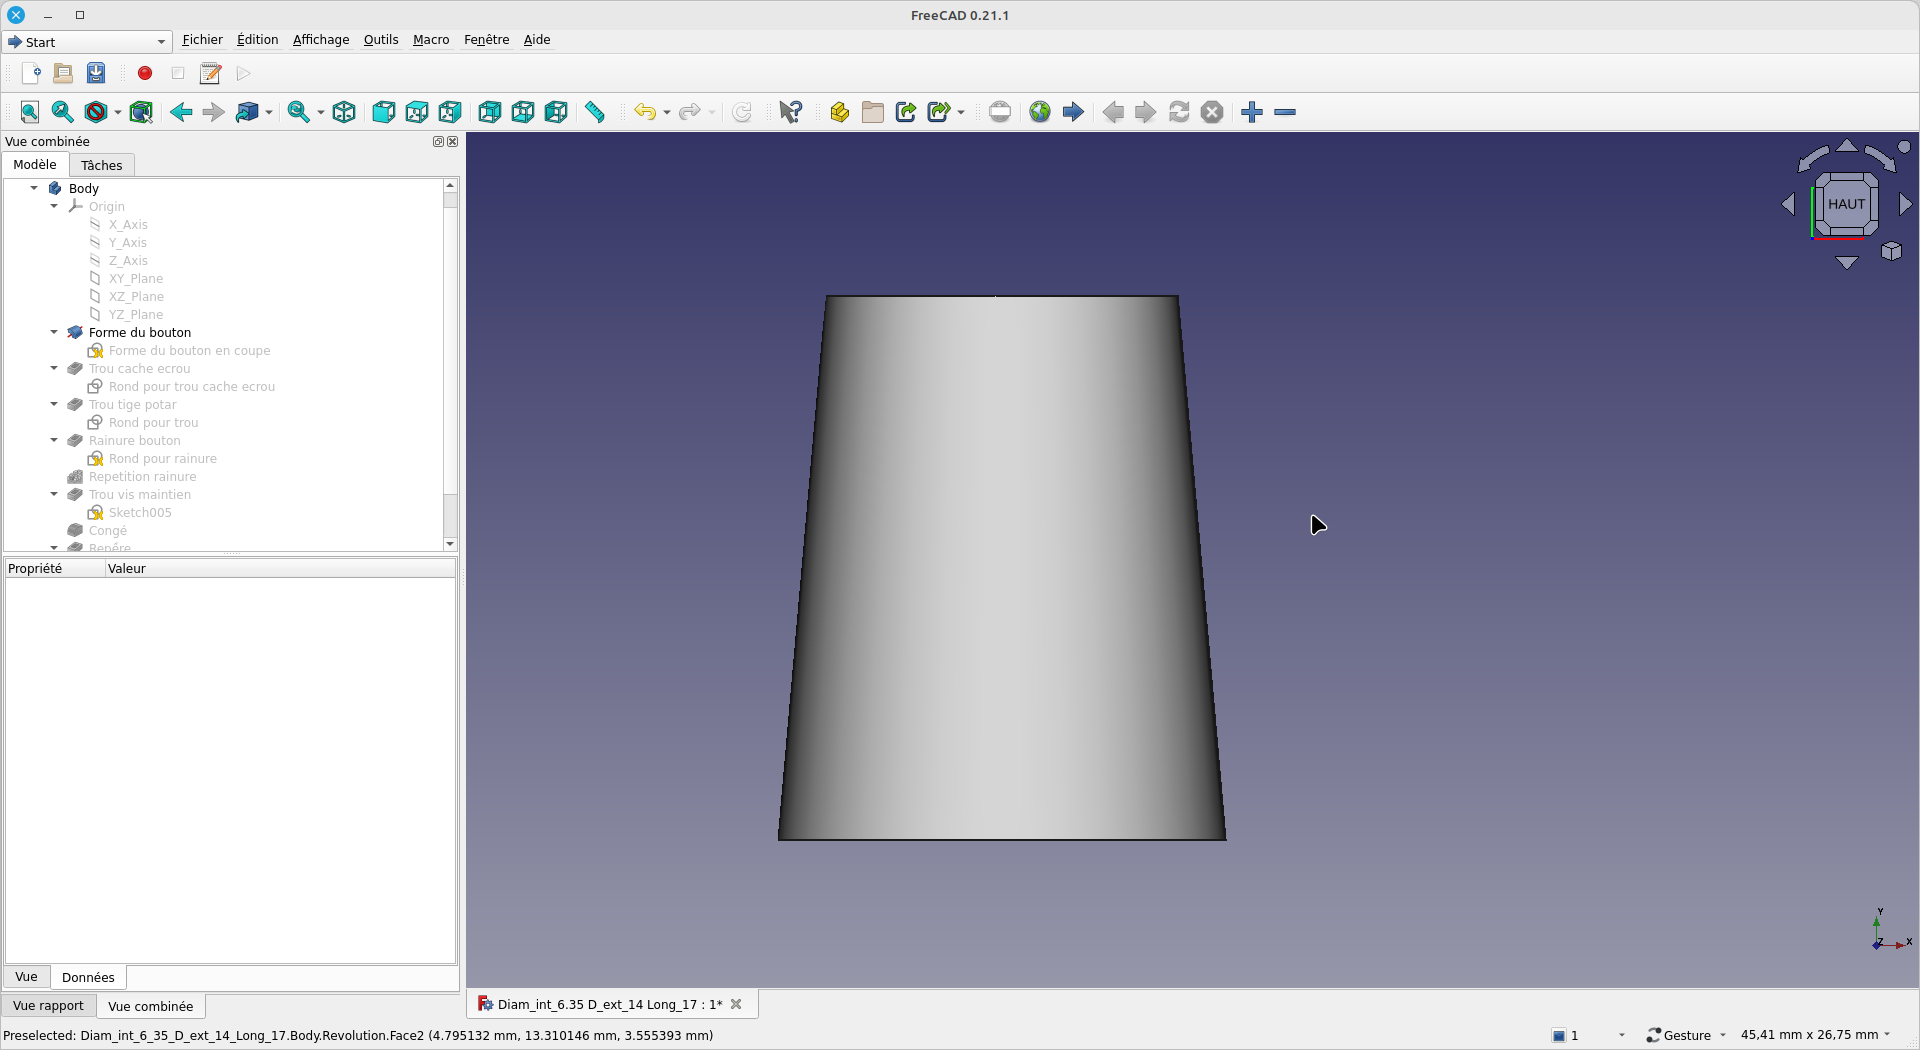 FreeCAD 0.21.1
Start
Fichier Édition Affichage Outils Macro Fenêtre Aide
Vue combinée
Modèle Tâches
Body
Origin
X_Axis
Y_Axis
Z_Axis
XY_Plane
XZ_Plane
YZ_Plane
Forme du bouton
Forme du bouton en coupe
Trou cache ecrou
Rond pour trou cache ecrou
Trou tige potar
Rond pour trou
Rainure bouton
Rond pour rainure
Repetition rainure
Trou vis maintien
Sketch005
Congé
Repêre
Propriété Valeur
Vue Données
Vue rapport Vue combinée
HAUT
Y
Z X
Diam_int_6.35 D_ext_14 Long_17 : 1*
Preselected: Diam_int_6_35_D_ext_14_Long_17.Body.Revolution.Face2 (4.795132 mm, 13.310146 mm, 3.555393 mm)
1 Gesture 45,41 mm x 26,75 mm